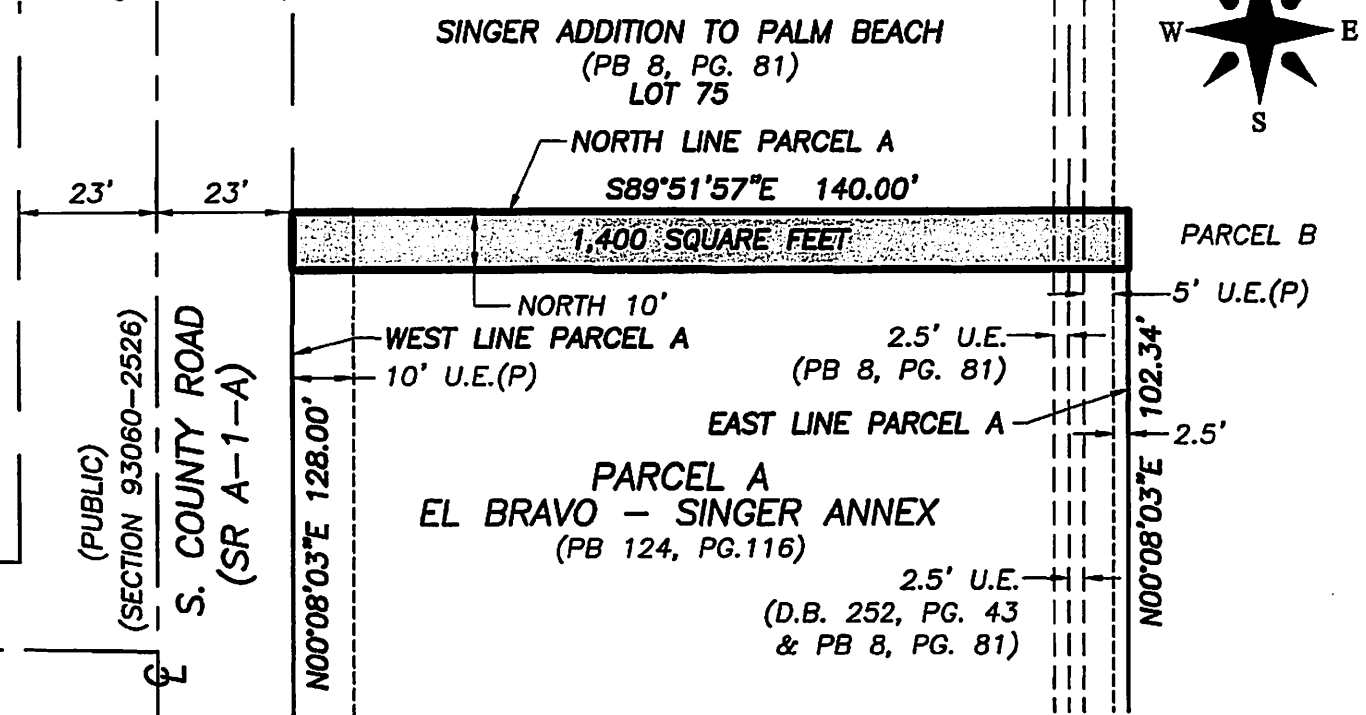 SINGER ADDITION TO PALM BEACH
(PB 8, PG. 81)
LOT 75
W
E
S
NORTH LINE PARCEL A
S89°51'57"E 140.00'
23'
23'
1,400 SQUARE FEET
PARCEL B
NORTH 10'
5' U.E.(P)
WEST LINE PARCEL A
10' U.E.(P)
2.5' U.E.
(PB 8, PG. 81)
EAST LINE PARCEL A
2.5'
(PUBLIC)
(SECTION 93060-2526)
S. COUNTY ROAD
(SR A-1-A)
N00°08'03"E 128.00'
PARCEL A
EL BRAVO - SINGER ANNEX
(PB 124, PG.116)
N00°08'03"E 102.34'
2.5' U.E.
(D.B. 252, PG. 43
& PB 8, PG. 81)